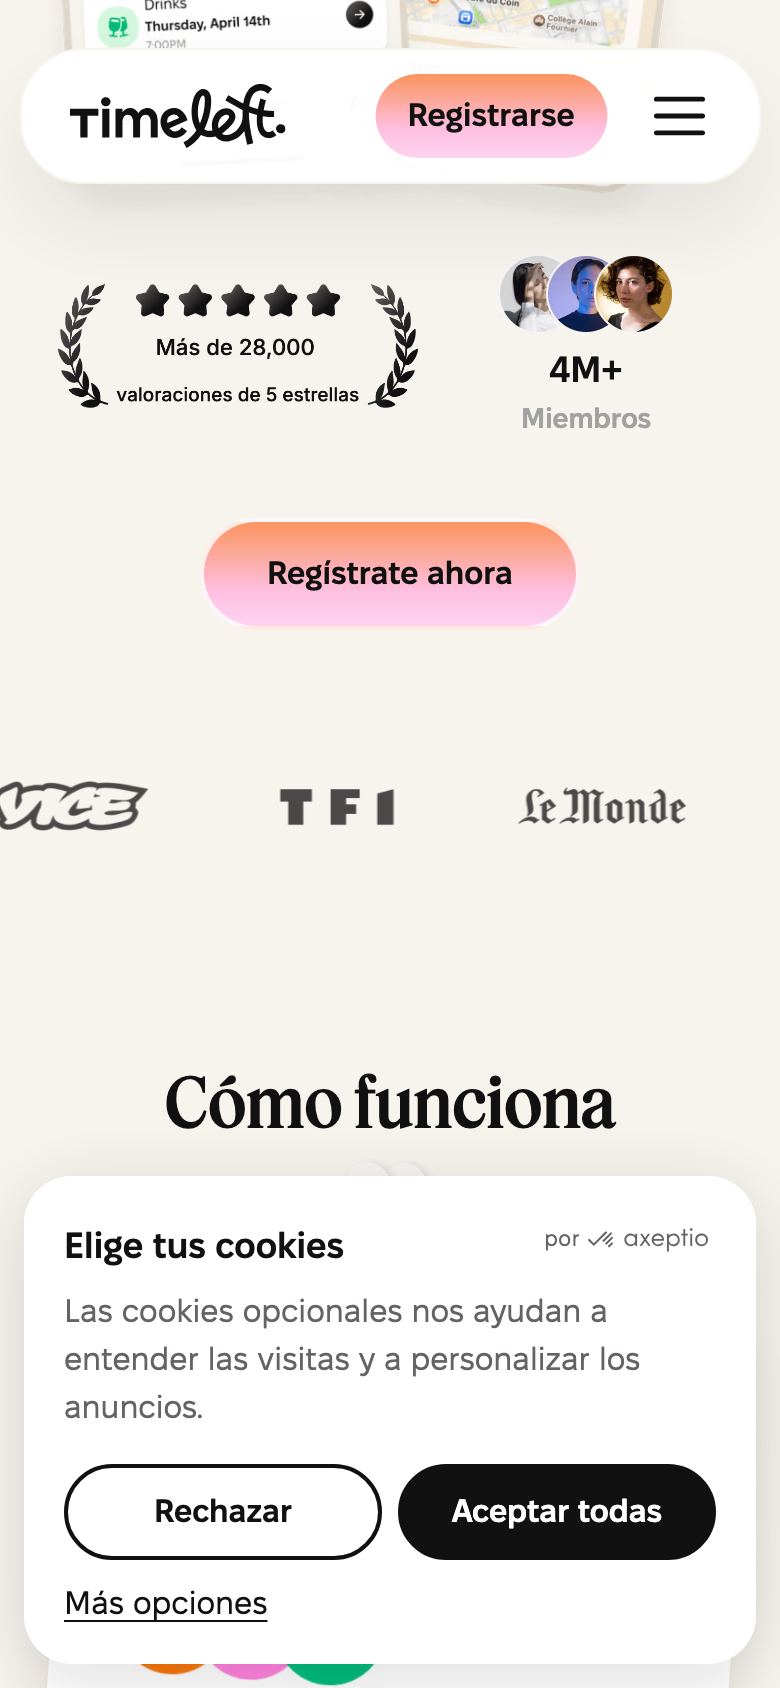 Drinks
Thursday, April 14th
7:00PM
du Coin
Collège Alain
Fournier
Timeleft.
Registrarse
Más de 28,000
valoraciones de 5 estrellas
4M+
Miembros
Regístrate ahora
VICE
TF1
Le Monde
Cómo funciona
Elige tus cookies
por axeptio
Las cookies opcionales nos ayudan a
entender las visitas y a personalizar los
anuncios.
Rechazar
Aceptar todas
Más opciones